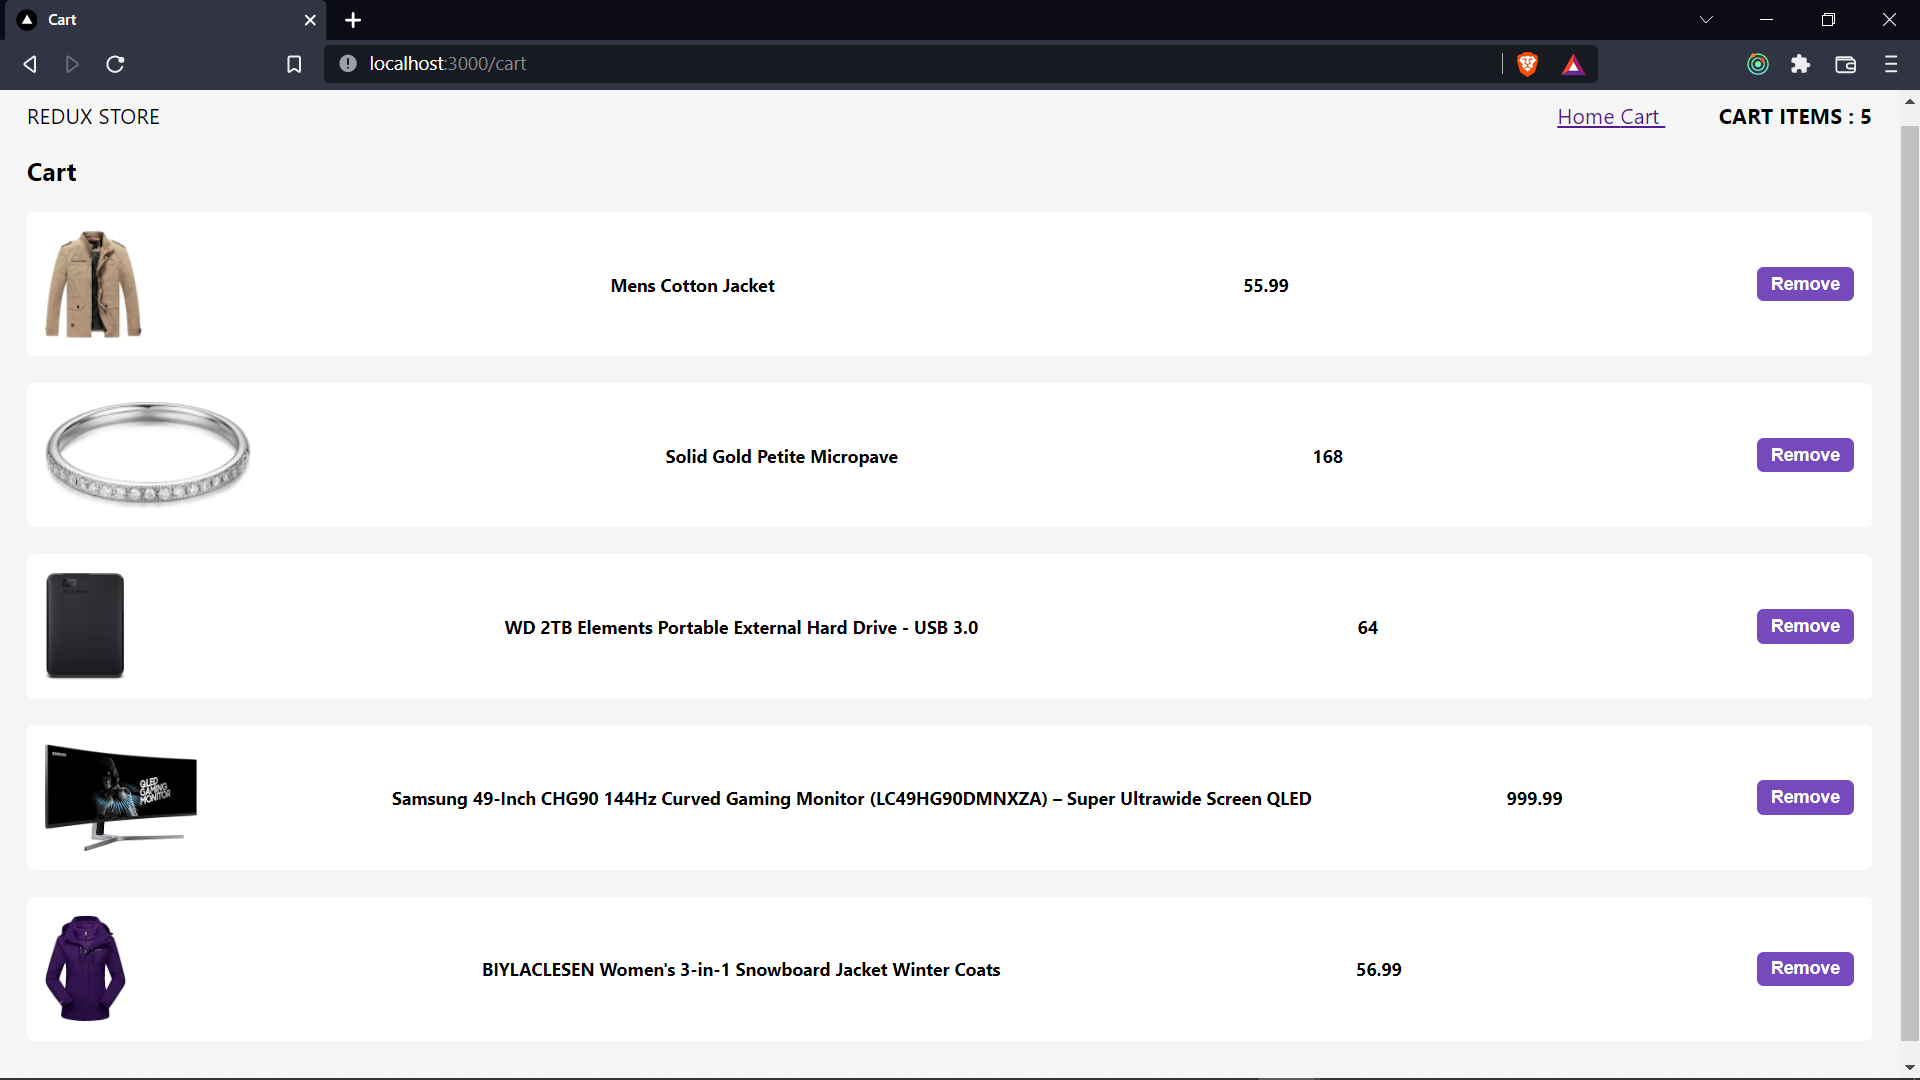 Cart
localhost:3000/cart
REDUX STORE
Home Cart
CART ITEMS : 5
Cart
Mens Cotton Jacket 55.99 Remove
Solid Gold Petite Micropave 168 Remove
WD 2TB Elements Portable External Hard Drive - USB 3.0 64 Remove
SAMSUNG
QLED
GAMING
MONITOR
Samsung 49-Inch CHG90 144Hz Curved Gaming Monitor (LC49HG90DMNXZA) – Super Ultrawide Screen QLED 999.99 Remove
BIYLACLESEN Women's 3-in-1 Snowboard Jacket Winter Coats 56.99 Remove